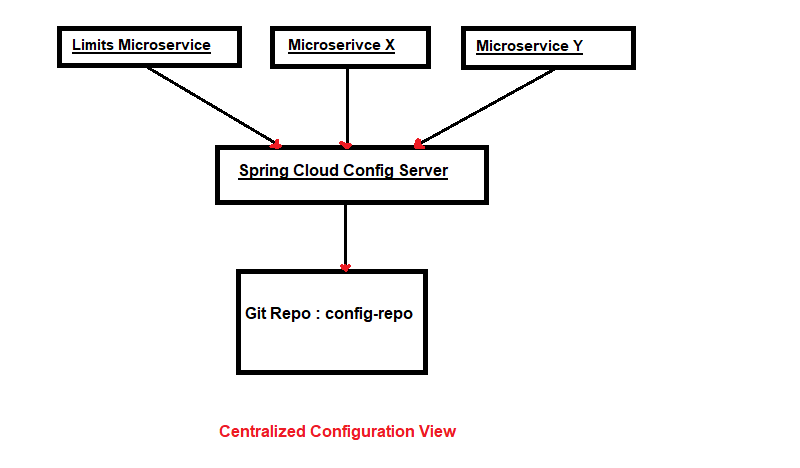 Limits Microservice
Microserivce X
Microservice Y
Spring Cloud Config Server
Git Repo : config-repo
Centralized Configuration View